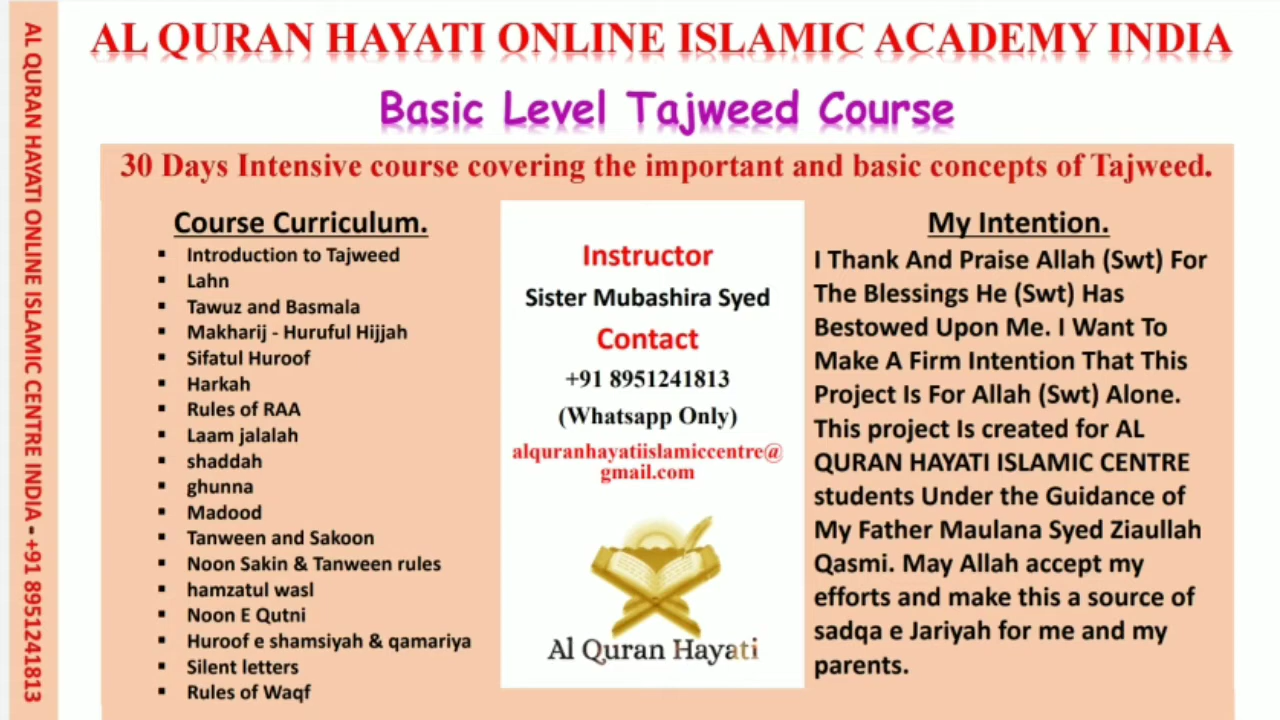 AL QURAN HAYATI ONLINE ISLAMIC CENTRE INDIA - +91 8951241813
AL QURAN HAYATI ONLINE ISLAMIC ACADEMY INDIA
Basic Level Tajweed Course
30 Days Intensive course covering the important and basic concepts of Tajweed.
Course Curriculum.
▪ Introduction to Tajweed
▪ Lahn
▪ Tawuz and Basmala
▪ Makharij - Huruful Hijjah
▪ Sifatul Huroof
▪ Harkah
▪ Rules of RAA
▪ Laam jalalah
▪ shaddah
▪ ghunna
▪ Madood
▪ Tanween and Sakoon
▪ Noon Sakin & Tanween rules
▪ hamzatul wasl
▪ Noon E Qutni
▪ Huroof e shamsiyah & qamariya
▪ Silent letters
▪ Rules of Waqf
Instructor
Sister Mubashira Syed
Contact
+91 8951241813
(Whatsapp Only)
alquranhayatiislamiccentre@
gmail.com
Al Quran Hayati
My Intention.
I Thank And Praise Allah (Swt) For
The Blessings He (Swt) Has
Bestowed Upon Me. I Want To
Make A Firm Intention That This
Project Is For Allah (Swt) Alone.
This project Is created for AL
QURAN HAYATI ISLAMIC CENTRE
students Under the Guidance of
My Father Maulana Syed Ziaullah
Qasmi. May Allah accept my
efforts and make this a source of
sadqa e Jariyah for me and my
parents.